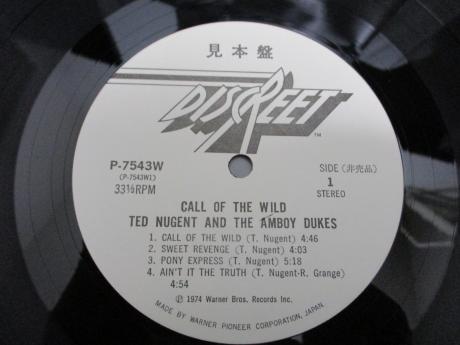 見本盤
DISCREET
TM
P-7543W
(P-7543W1)
33⅓RPM
SIDE (非売品)
1
STEREO
CALL OF THE WILD
TED NUGENT AND THE AMBOY DUKES
1. CALL OF THE WILD (T. Nugent) 4:46
2. SWEET REVENGE (T. Nugent) 4:03
3. PONY EXPRESS (T. Nugent) 5:18
4. AIN'T IT THE TRUTH (T. Nugent-R. Grange)
4:54
Ⓟ1974 Warner Bros. Records Inc.
MADE BY WARNER PIONEER CORPORATION, JAPAN.